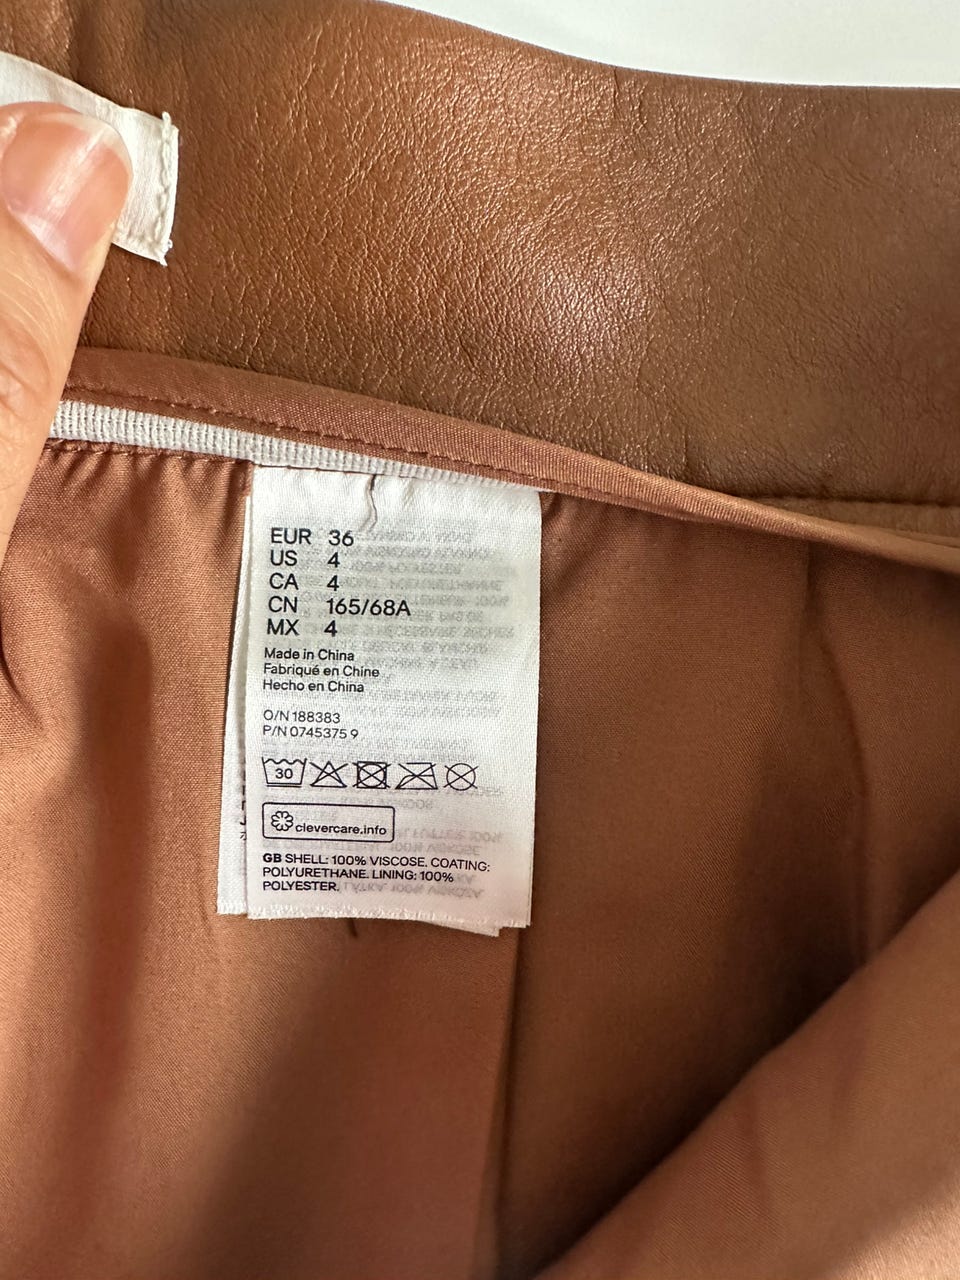 EUR 36
US 4
CA 4
CN 165/68A
MX 4
Made in China
Fabriqué en Chine
Hecho en China
O/N 188383
P/N 0745375 9
30
clevercare.info
GB SHELL: 100% VISCOSE. COATING:
POLYURETHANE. LINING: 100%
POLYESTER.